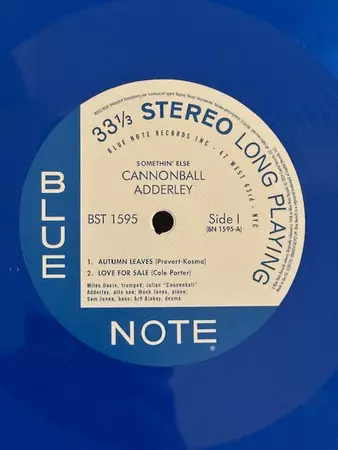 33 1/3 STEREO LONG PLAYING
BLUE NOTE RECORDS INC · 47 WEST 63rd · NYC
SOMETHIN' ELSE
CANNONBALL
ADDERLEY
BST 1595
Side I
(BN 1595-A)
1. AUTUMN LEAVES (Prevert-Kosma)
2. LOVE FOR SALE (Cole Porter)
Miles Davis, trumpet; Julian "Cannonball"
Adderley, alto sax; Hank Jones, piano;
Sam Jones, bass; Art Blakey, drums.
BLUE
NOTE®